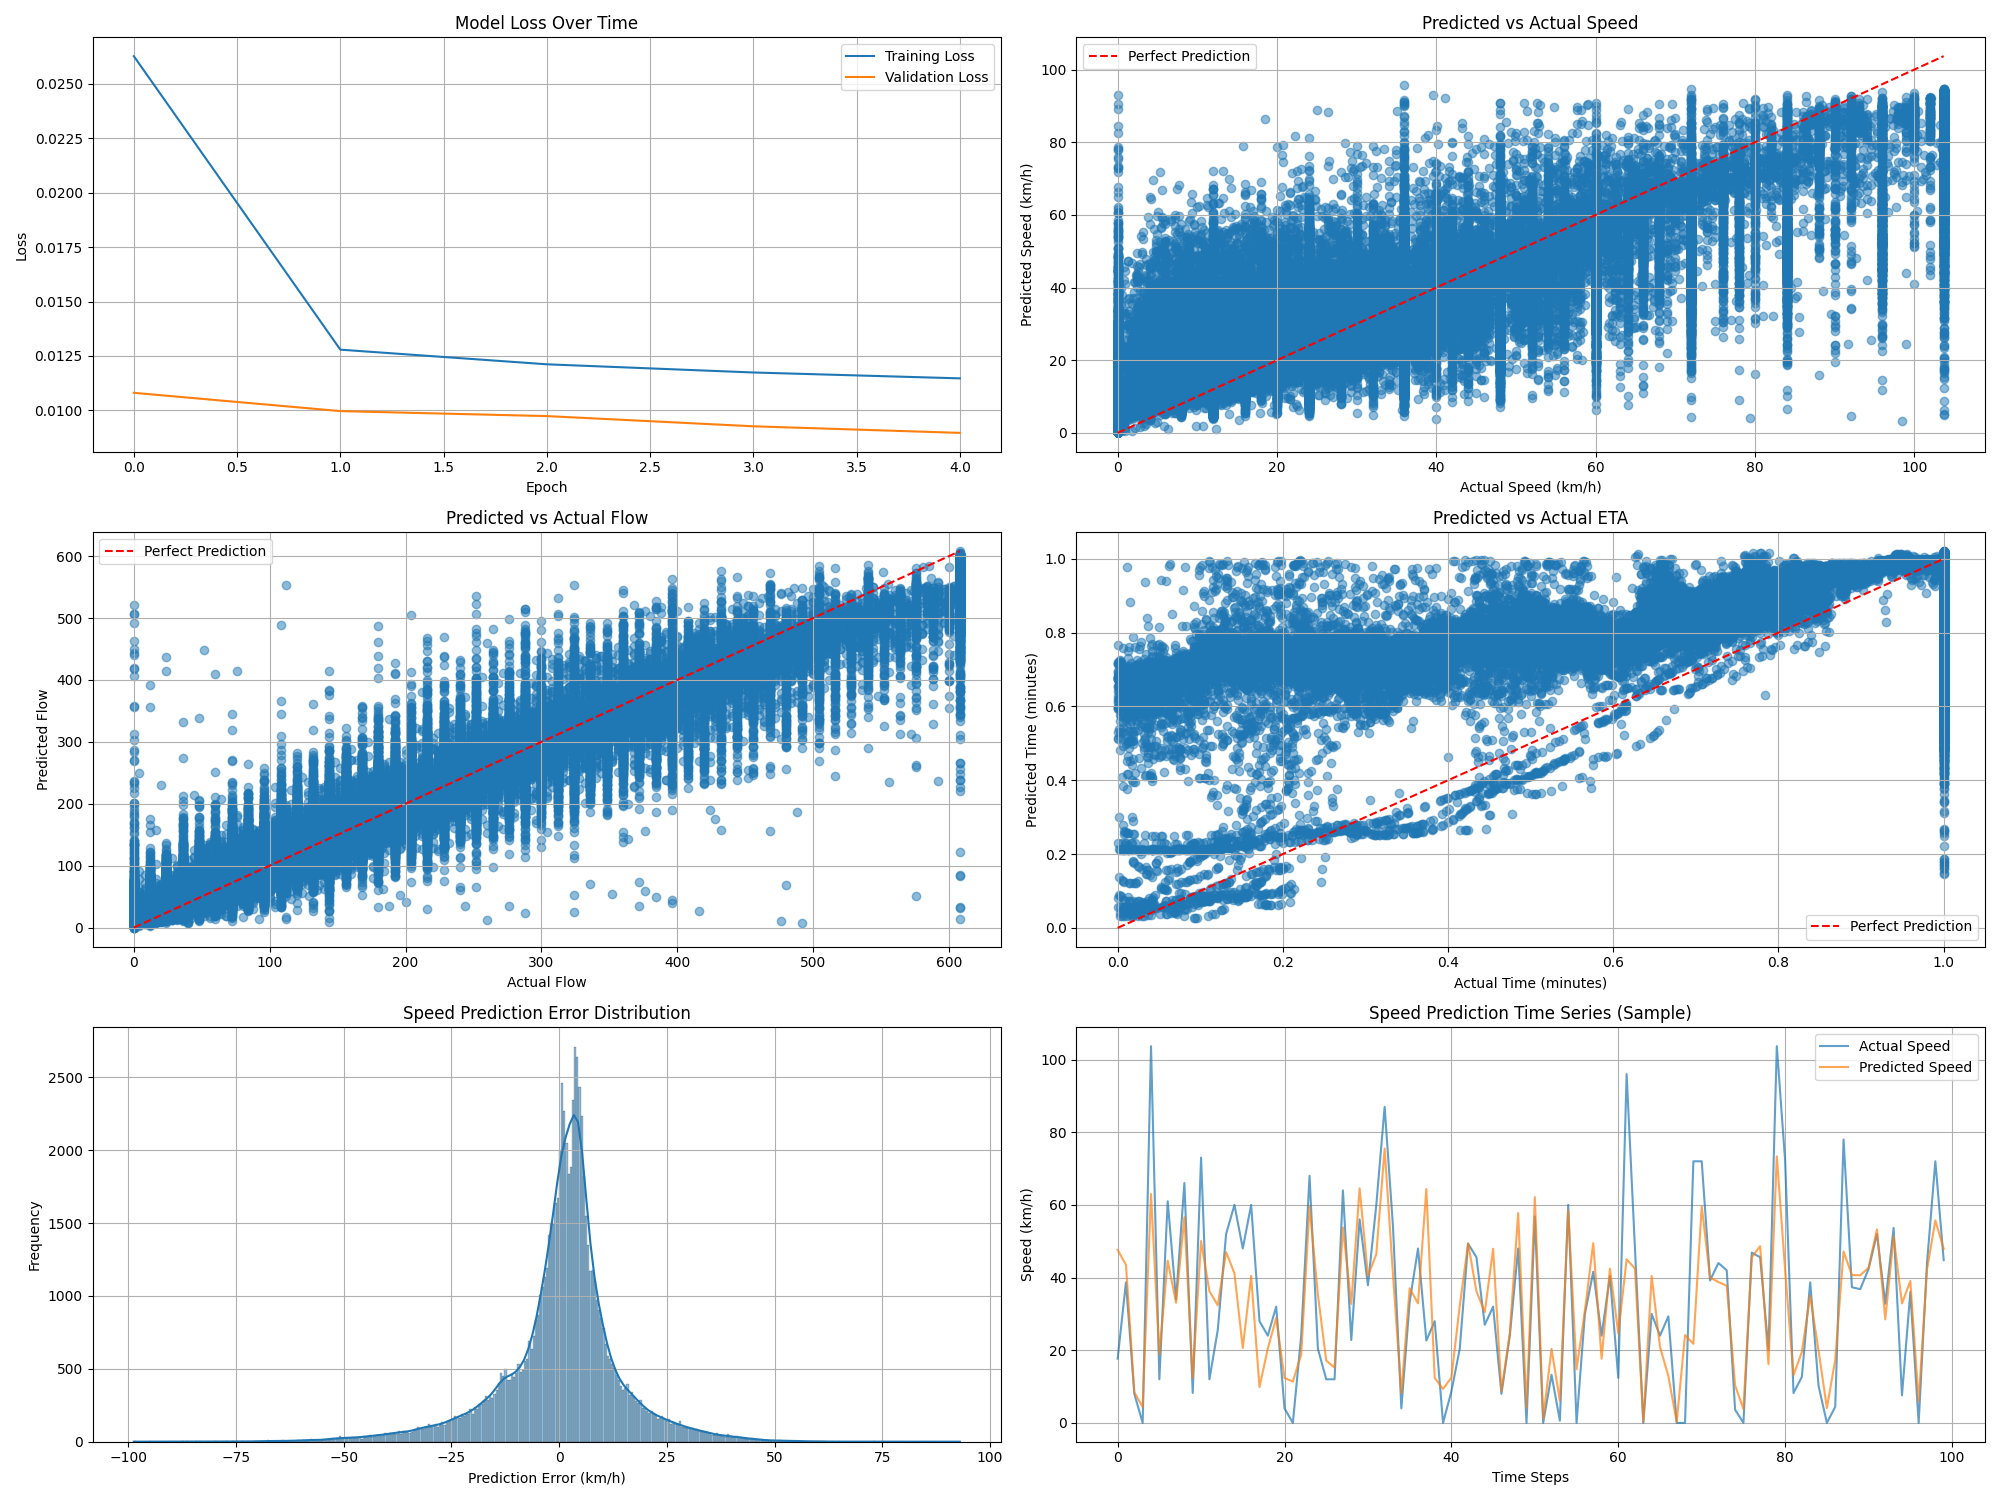 Model Loss Over Time
Training Loss
Validation Loss
0.0250
0.0225
0.0200
0.0175
0.0150
0.0125
0.0100
Loss
0.0 0.5 1.0 1.5 2.0 2.5 3.0 3.5 4.0
Epoch
Predicted vs Actual Speed
Perfect Prediction
100
80
60
40
20
0
Predicted Speed (km/h)
0 20 40 60 80 100
Actual Speed (km/h)
Predicted vs Actual Flow
Perfect Prediction
600
500
400
300
200
100
0
Predicted Flow
0 100 200 300 400 500 600
Actual Flow
Predicted vs Actual ETA
1.0
0.8
0.6
0.4
0.2
0.0
Predicted Time (minutes)
Perfect Prediction
0.0 0.2 0.4 0.6 0.8 1.0
Actual Time (minutes)
Speed Prediction Error Distribution
2500
2000
1500
1000
500
0
Frequency
−100 −75 −50 −25 0 25 50 75 100
Prediction Error (km/h)
Speed Prediction Time Series (Sample)
Actual Speed
Predicted Speed
100
80
60
40
20
0
Speed (km/h)
0 20 40 60 80 100
Time Steps